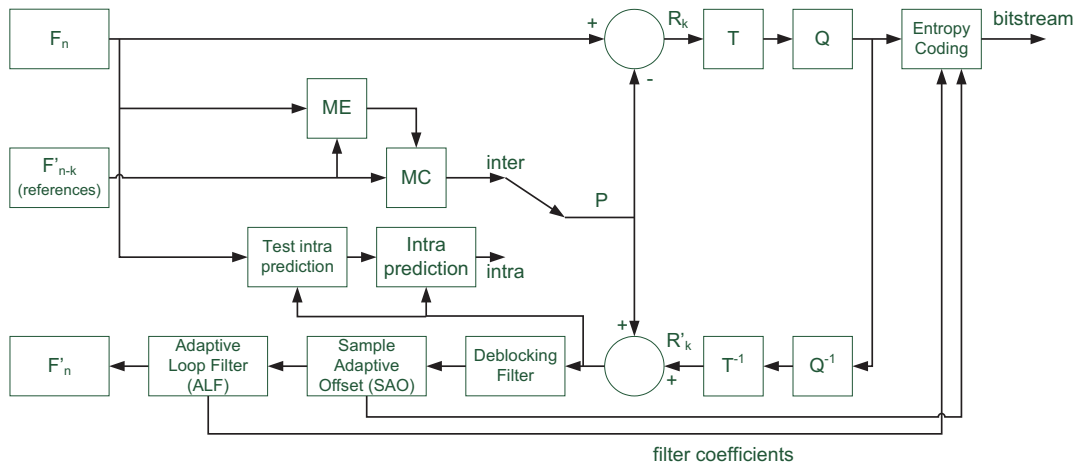 Fn
+
Rk
T
Q
Entropy
Coding
bitstream
-
ME
F'n-k
(references)
MC
inter
P
Test intra
prediction
Intra
prediction
intra
F'n
Adaptive
Loop Filter
(ALF)
Sample
Adaptive
Offset (SAO)
Deblocking
Filter
+
R'k
+
T-1
Q-1
filter coefficients